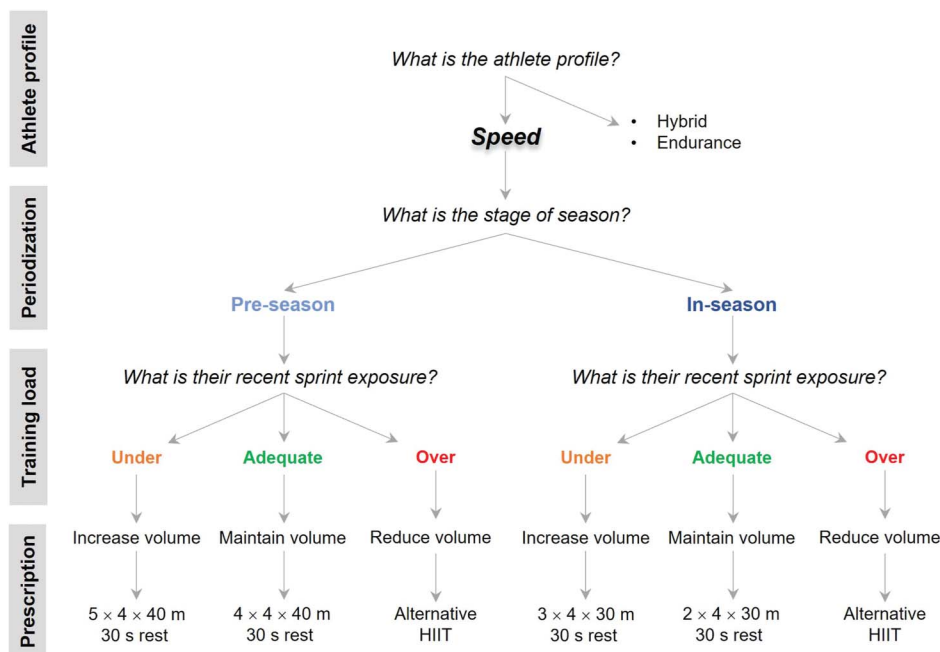 Athlete profile
What is the athlete profile?
• Hybrid
Speed
• Endurance
Periodization
What is the stage of season?
Pre-season
In-season
Training load
What is their recent sprint exposure?
What is their recent sprint exposure?
Under
Adequate
Over
Under
Adequate
Over
Prescription
Increase volume
Maintain volume
Reduce volume
Increase volume
Maintain volume
Reduce volume
5 × 4 × 40 m
30 s rest
4 × 4 × 40 m
30 s rest
Alternative
HIIT
3 × 4 × 30 m
30 s rest
2 × 4 × 30 m
30 s rest
Alternative
HIIT